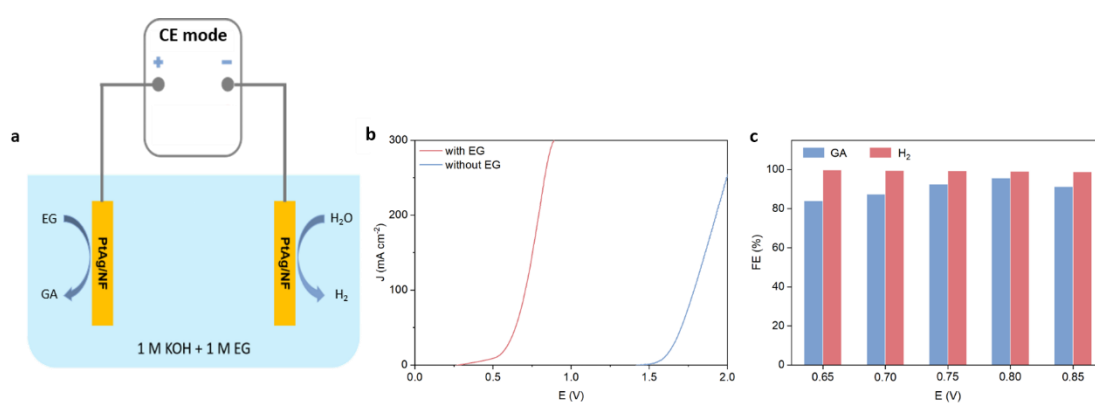 a
CE mode
+ −
EG
GA
PtAg/NF
PtAg/NF
H₂O
H₂
1 M KOH + 1 M EG
b
with EG
without EG
300
200
100
0
J (mA cm⁻²)
0.0 0.5 1.0 1.5 2.0
E (V)
c
GA H₂
100
80
60
40
20
0
FE (%)
0.65 0.70 0.75 0.80 0.85
E (V)